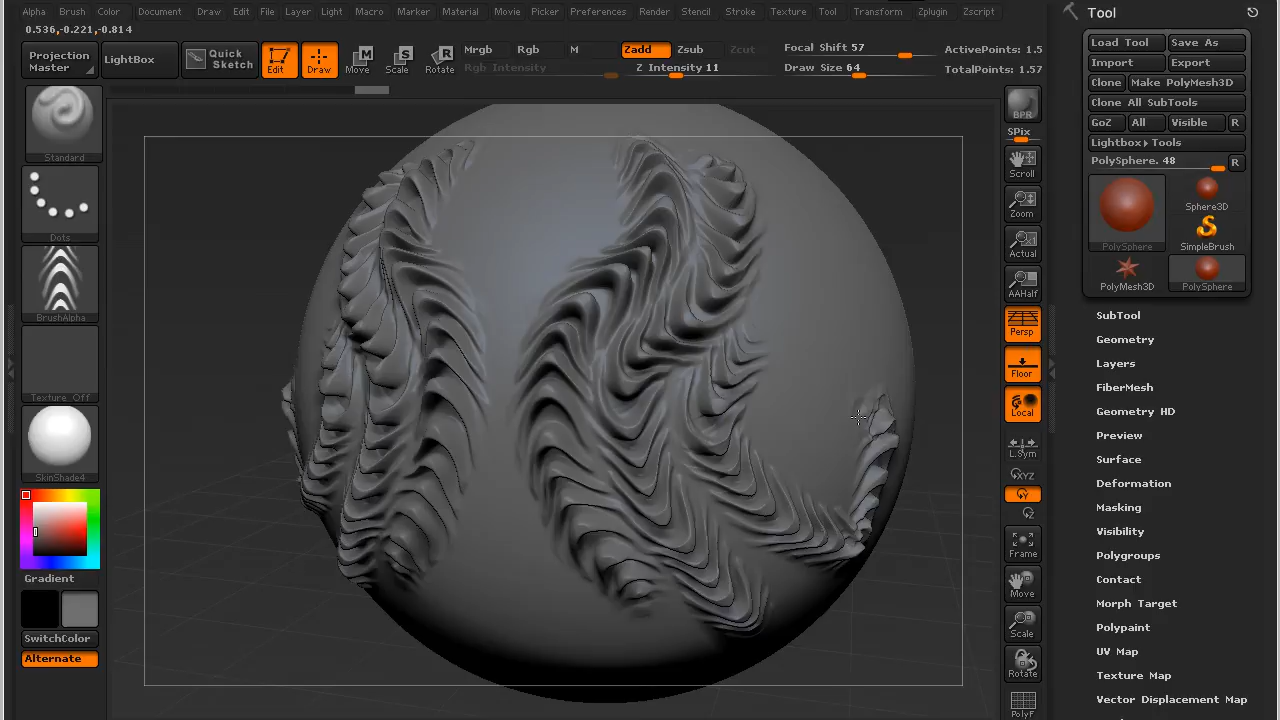 Alpha Brush Color Document Draw Edit File Layer Light Macro Marker Material Movie Picker Preferences Render Stencil Stroke Texture Tool Transform Zplugin Zscript
0.536,-0.221,-0.814
Projection Master
LightBox
Quick Sketch
Edit
Draw
Move
Scale
Rotate
Mrgb Rgb M
Rgb Intensity
Zadd Zsub Zcut
Z Intensity 11
Focal Shift 57
Draw Size 64
ActivePoints: 1.5
TotalPoints: 1.57
Standard
Dots
BrushAlpha
Texture Off
SkinShade4
Gradient
SwitchColor
Alternate
BPR
SPix
Scroll
Zoom
Actual
AAHalf
Persp
Floor
Local
L.Sym
XYZ
Y
Z
Frame
Move
Scale
Rotate
PolyF
Tool
Load Tool Save As
Import Export
Clone Make PolyMesh3D
Clone All SubTools
GoZ All Visible R
Lightbox Tools
PolySphere. 48 R
PolySphere
Sphere3D
SimpleBrush
PolyMesh3D
PolySphere
SubTool
Geometry
Layers
FiberMesh
Geometry HD
Preview
Surface
Deformation
Masking
Visibility
Polygroups
Contact
Morph Target
Polypaint
UV Map
Texture Map
Vector Displacement Map